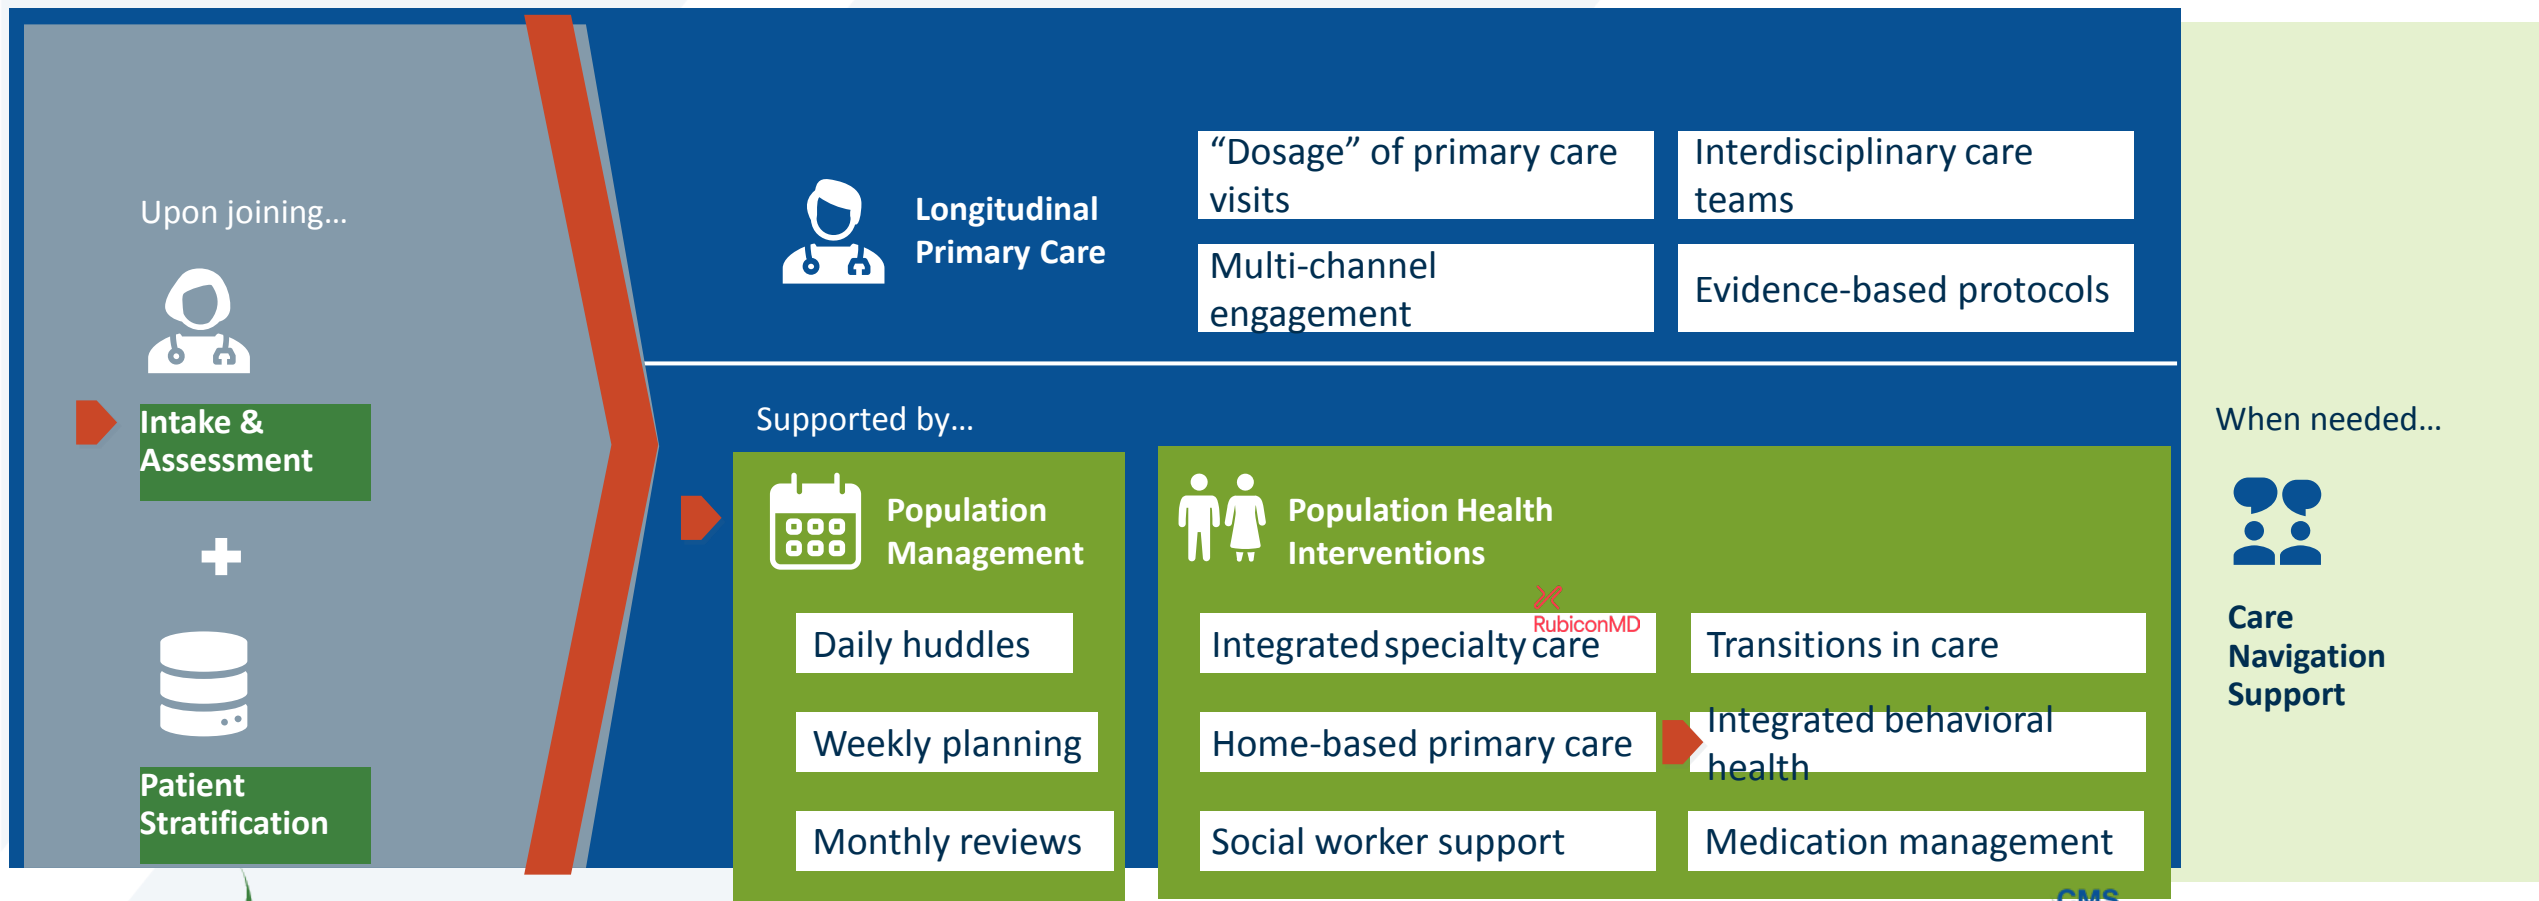 Upon joining...
Intake &
Assessment
Patient
Stratification
Longitudinal
Primary Care
“Dosage” of primary care
visits
Interdisciplinary care
teams
Multi-channel
engagement
Evidence-based protocols
Supported by...
Population
Management
Daily huddles
Weekly planning
Monthly reviews
Population Health
Interventions
RubiconMD
Integrated specialty care
Transitions in care
Home-based primary care
Integrated behavioral
health
Social worker support
Medication management
When needed...
Care
Navigation
Support
CMS